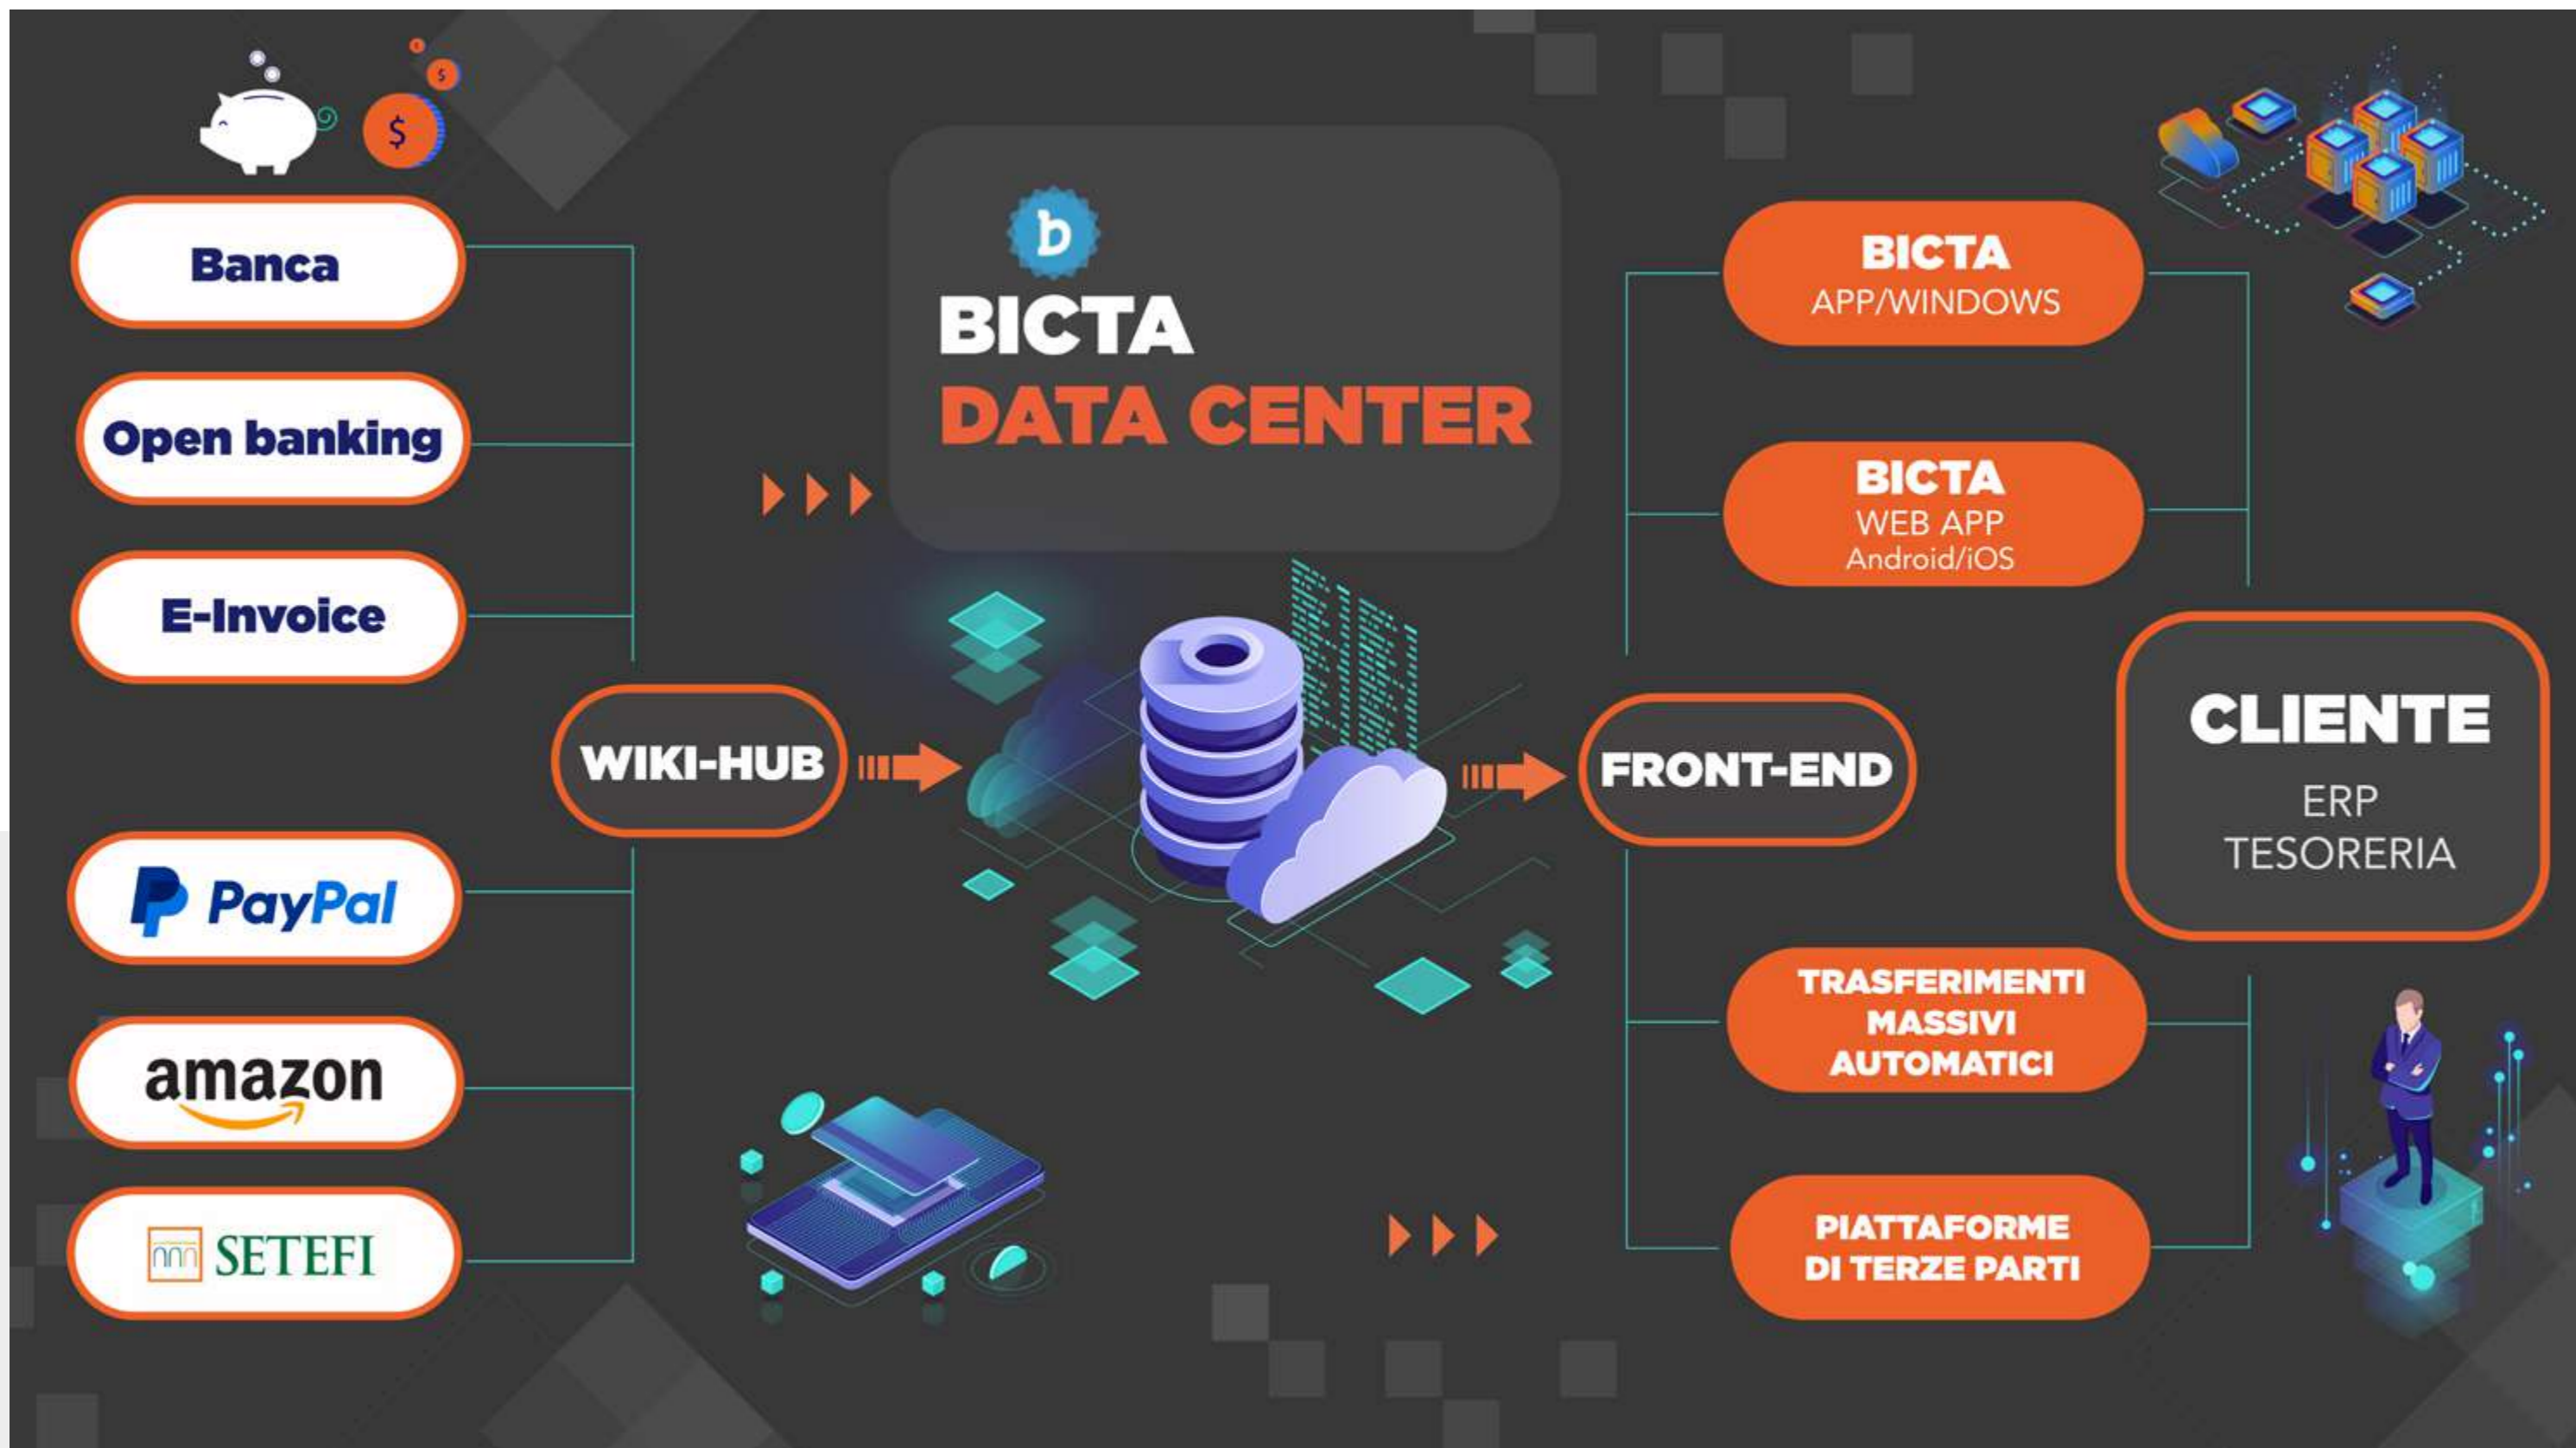 Banca
Open banking
E-Invoice
PayPal
amazon
SETEFI
WIKI-HUB
b
BICTA
DATA CENTER
FRONT-END
BICTA
APP/WINDOWS
BICTA
WEB APP
Android/iOS
TRASFERIMENTI
MASSIVI
AUTOMATICI
PIATTAFORME
DI TERZE PARTI
CLIENTE
ERP
TESORERIA